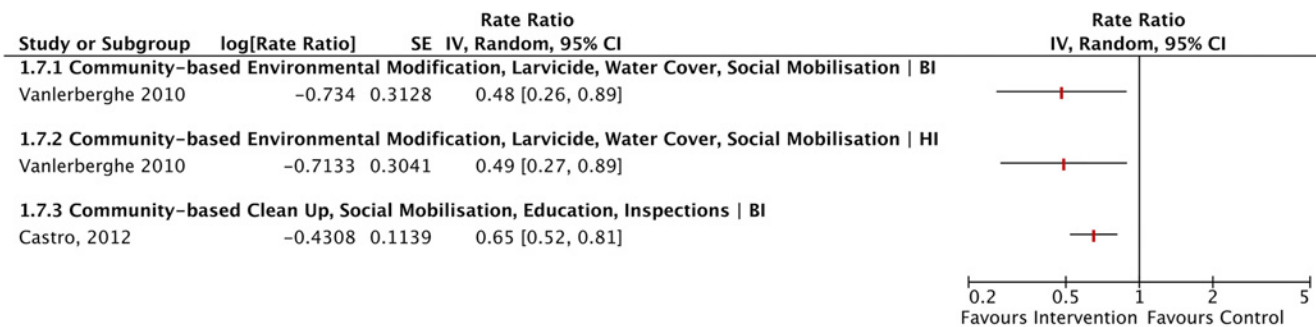 Rate Ratio Rate Ratio
Study or Subgroup log[Rate Ratio] SE IV, Random, 95% CI IV, Random, 95% CI
1.7.1 Community-based Environmental Modification, Larvicide, Water Cover, Social Mobilisation | BI
Vanlerberghe 2010 -0.734 0.3128 0.48 [0.26, 0.89]
1.7.2 Community-based Environmental Modification, Larvicide, Water Cover, Social Mobilisation | HI
Vanlerberghe 2010 -0.7133 0.3041 0.49 [0.27, 0.89]
1.7.3 Community-based Clean Up, Social Mobilisation, Education, Inspections | BI
Castro, 2012 -0.4308 0.1139 0.65 [0.52, 0.81]
0.2 0.5 1 2 5
Favours Intervention Favours Control